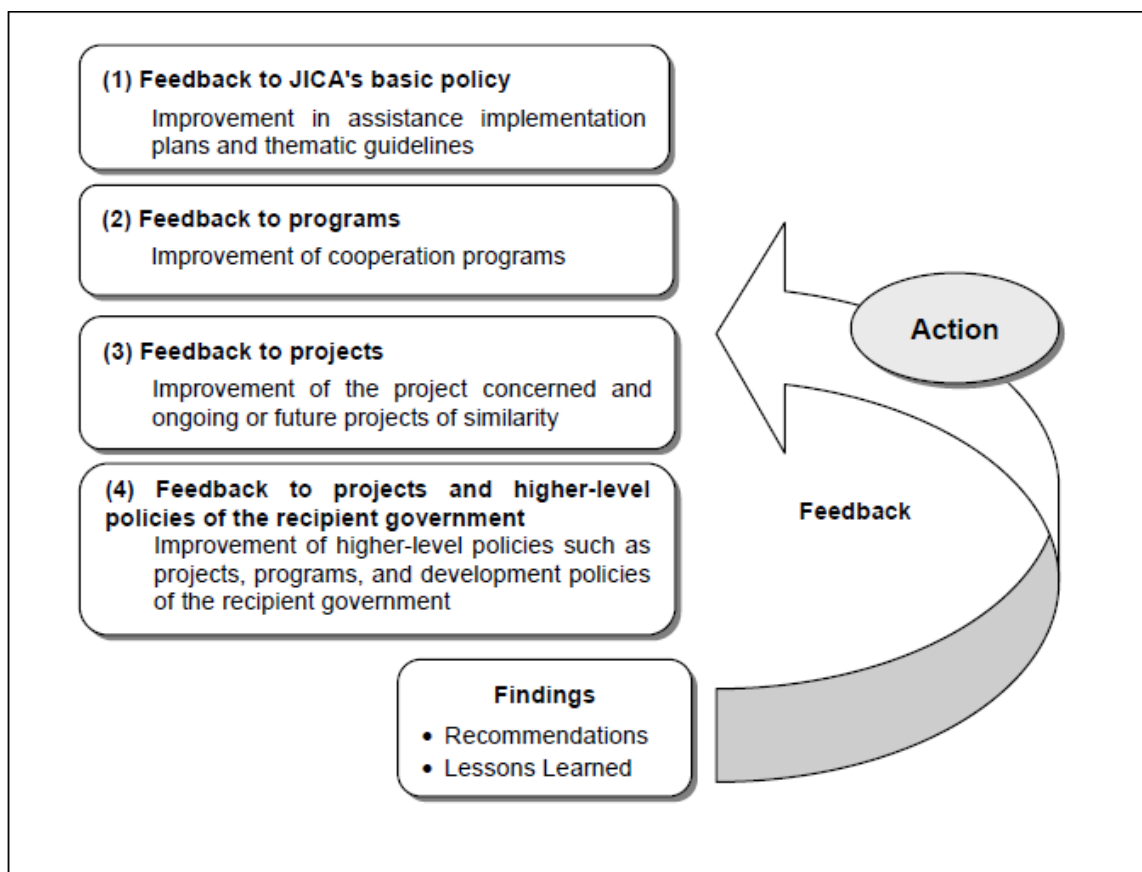 (1) Feedback to JICA's basic policy
Improvement in assistance implementation
plans and thematic guidelines
(2) Feedback to programs
Improvement of cooperation programs
(3) Feedback to projects
Improvement of the project concerned and
ongoing or future projects of similarity
(4) Feedback to projects and higher-level
policies of the recipient government
Improvement of higher-level policies such as
projects, programs, and development policies
of the recipient government
Action
Feedback
Findings
• Recommendations
• Lessons Learned